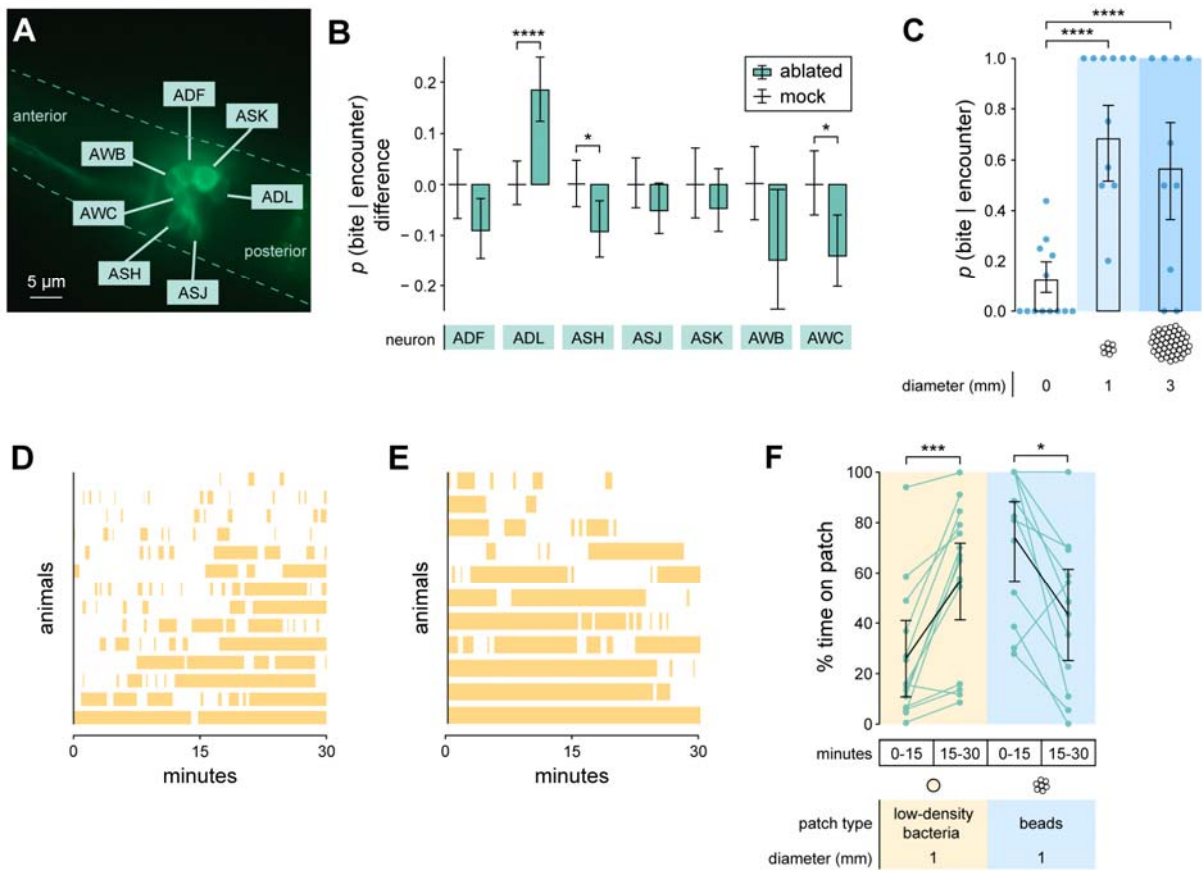 A
anterior
ADF
ASK
AWB
ADL
AWC
posterior
ASH
ASJ
5 µm
B
****
*
*
ablated
mock
0.2
0.1
0.0
− 0.1
− 0.2
p (bite | encounter)
difference
neuron ADF ADL ASH ASJ ASK AWB AWC
C
****
****
1.0
0.8
0.6
0.4
0.2
0.0
p (bite | encounter)
diameter (mm) 0 1 3
D
animals
0 15 30
minutes
E
animals
0 15 30
minutes
F
*** *
100
80
60
40
20
0
% time on patch
minutes 0-15 15-30 0-15 15-30
patch type low-density beads
bacteria
diameter (mm) 1 1